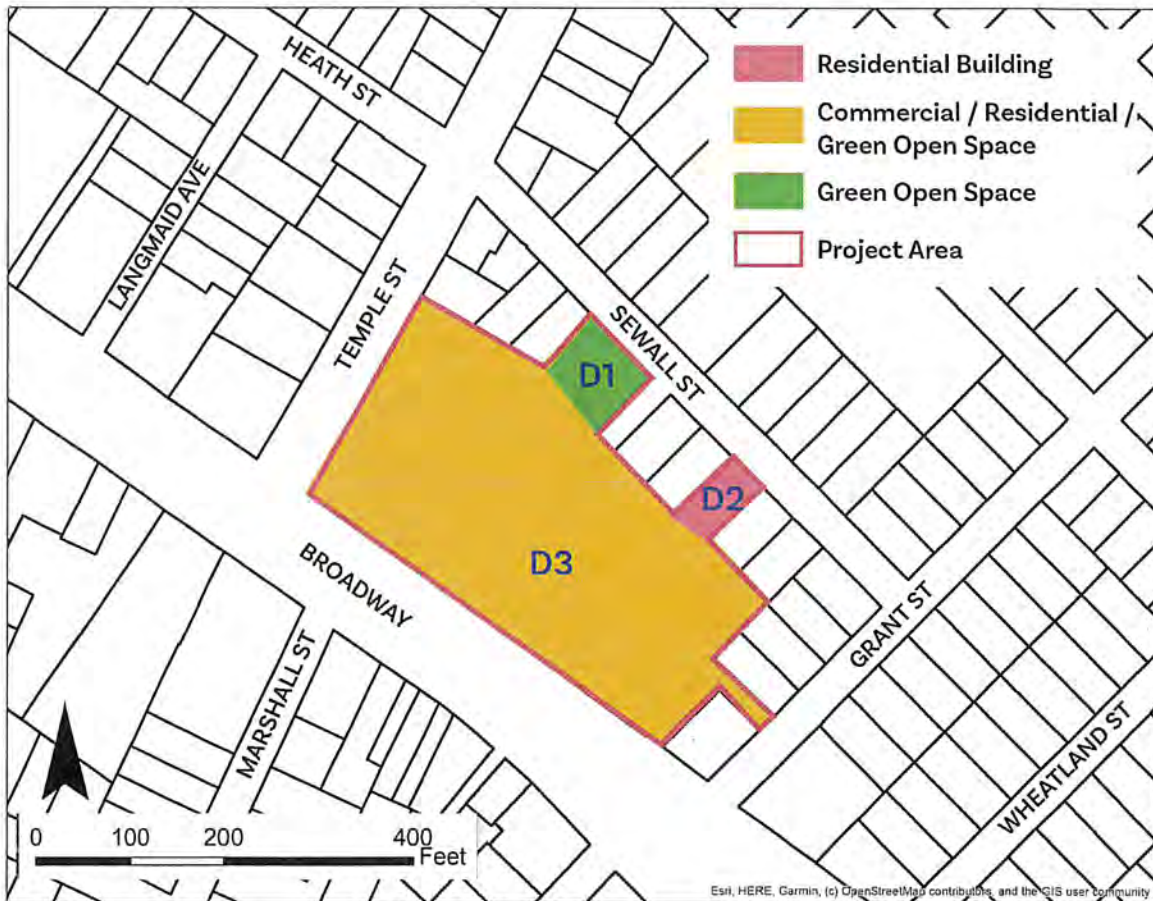 HEATH ST
LANGMAID AVE
TEMPLE ST
SEWALL ST
BROADWAY
MARSHALL ST
GRANT ST
WHEATLAND ST
D1
D2
D3
Residential Building
Commercial / Residential /
Green Open Space
Green Open Space
Project Area
0 100 200 400
Feet
Esri, HERE, Garmin, (c) OpenStreetMap contributors, and the GIS user community